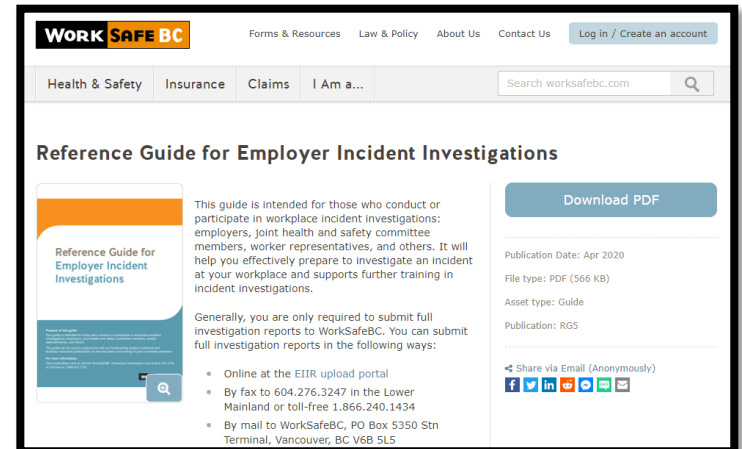 WORK SAFE BC
Forms & Resources Law & Policy About Us Contact Us Log in / Create an account
Health & Safety Insurance Claims I Am a...
Search worksafebc.com
Reference Guide for Employer Incident Investigations
Reference Guide for
Employer Incident
Investigations
Purpose of this guide
For more information
This guide is intended for those who conduct or
participate in workplace incident investigations:
employers, joint health and safety committee
members, worker representatives, and others. It will
help you effectively prepare to investigate an incident
at your workplace and supports further training in
incident investigations.
Generally, you are only required to submit full
investigation reports to WorkSafeBC. You can submit
full investigation reports in the following ways:
Online at the EIIR upload portal
By fax to 604.276.3247 in the Lower
Mainland or toll-free 1.866.240.1434
By mail to WorkSafeBC, PO Box 5350 Stn
Terminal, Vancouver, BC V6B 5L5
Download PDF
Publication Date: Apr 2020
File type: PDF (566 KB)
Asset type: Guide
Publication: RG5
Share via Email (Anonymously)